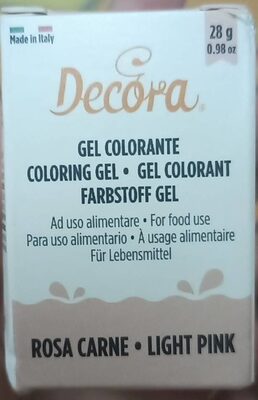 Made in Italy
28 g
0.98 oz
Decora®
GEL COLORANTE
COLORING GEL • GEL COLORANT
FARBSTOFF GEL
Ad uso alimentare • For food use
Para uso alimentario • À usage alimentaire
Für Lebensmittel
ROSA CARNE • LIGHT PINK